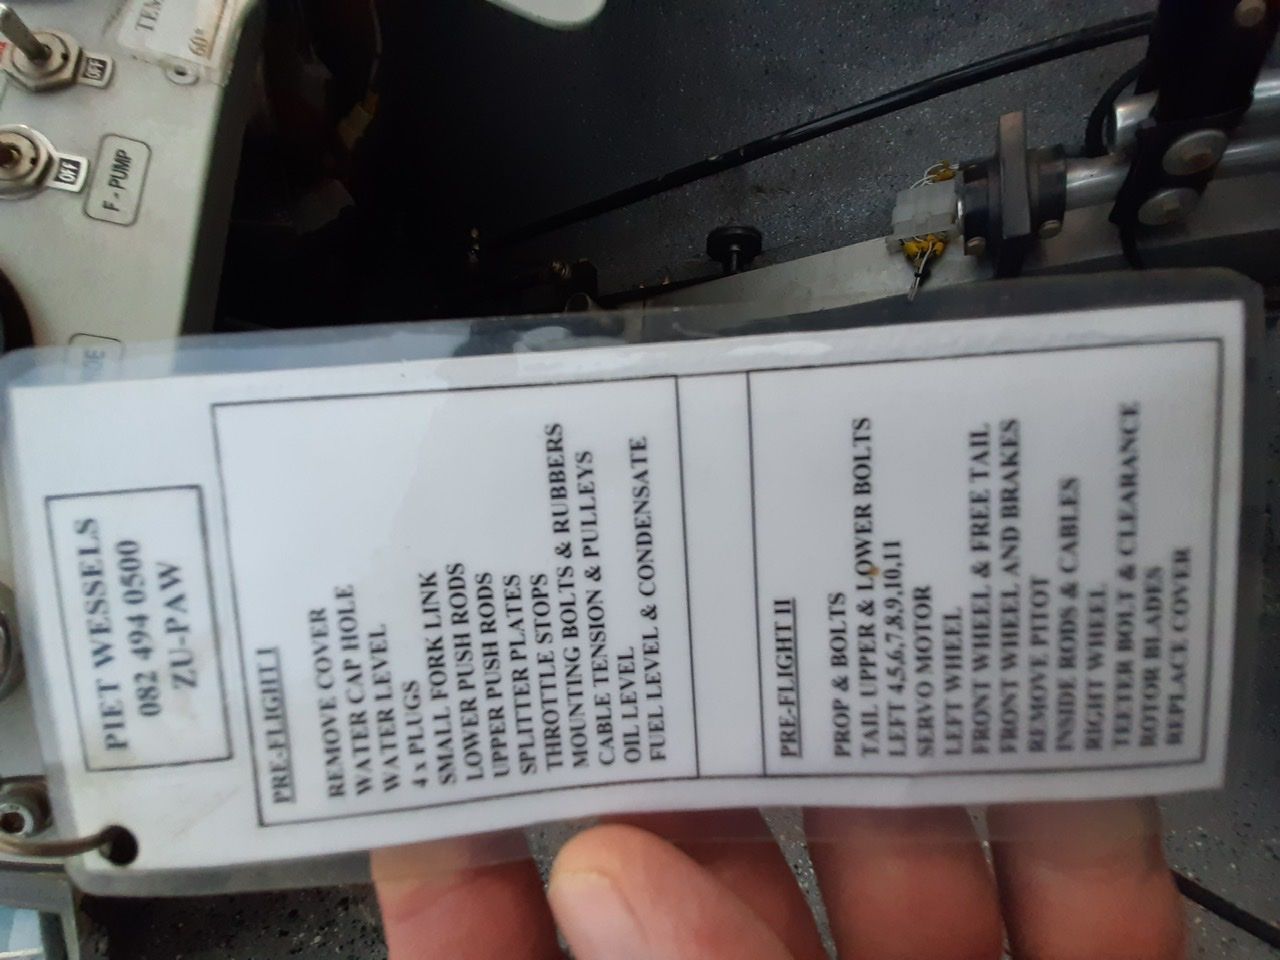 PIET WESSELS
082 494 0500
ZU-PAW
PRE-FLIGHT I
REMOVE COVER
WATER CAP HOLE
WATER LEVEL
4 x PLUGS
SMALL FORK LINK
LOWER PUSH RODS
UPPER PUSH RODS
SPLITTER PLATES
THROTTLE STOPS
MOUNTING BOLTS & RUBBERS
CABLE TENSION & PULLEYS
OIL LEVEL
FUEL LEVEL & CONDENSATE
PRE-FLIGHT II
PROP & BOLTS
TAIL UPPER & LOWER BOLTS
LEFT 4,5,6,7,8,9,10,11
SERVO MOTOR
LEFT WHEEL
FRONT WHEEL & FREE TAIL
FRONT WHEEL AND BRAKES
REMOVE PITOT
INSIDE RODS & CABLES
RIGHT WHEEL
TEETER BOLT & CLEARANCE
ROTOR BLADES
REPLACE COVER
OFF
OFF
F - PUMP
60°